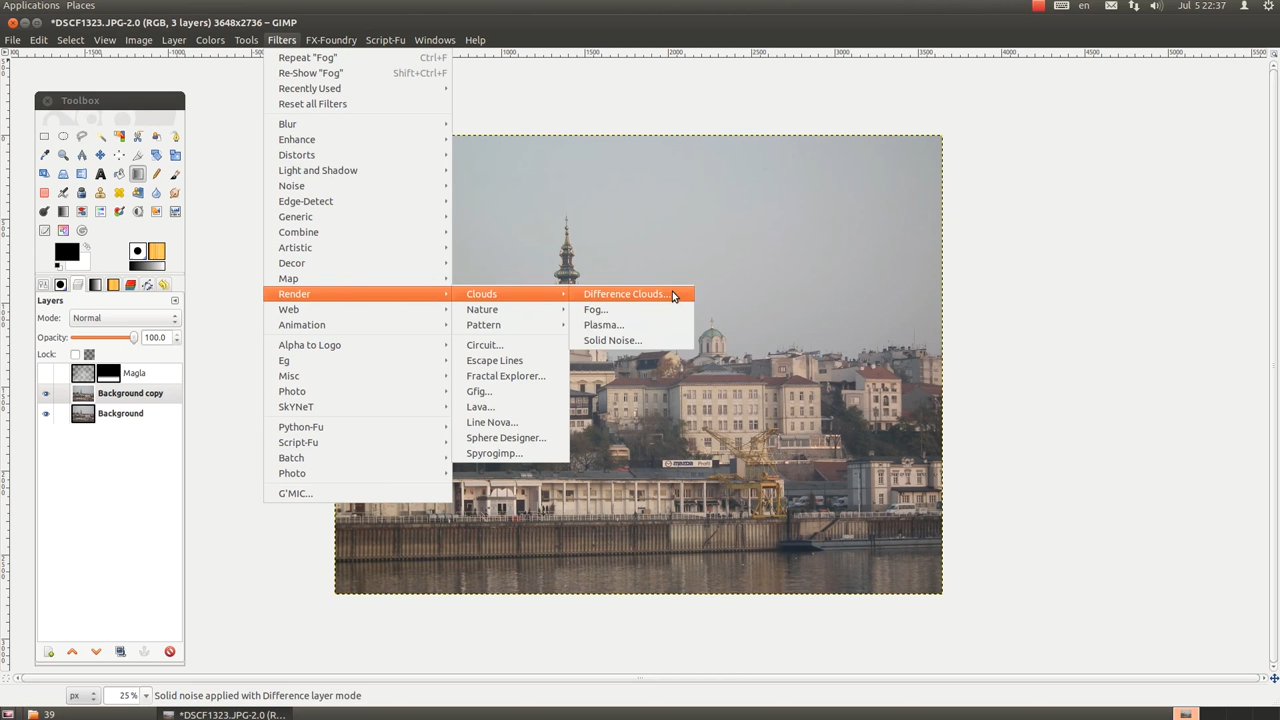 Applications Places
en
Jul 5 22:37
*DSCF1323.JPG-2.0 (RGB, 3 layers) 3648x2736 – GIMP
File Edit Select View Image Layer Colors Tools Filters FX-Foundry Script-Fu Windows Help
Toolbox
Layers
Mode: Normal
Opacity: 100.0
Lock:
Magla
Background copy
Background
Repeat "Fog" Ctrl+F
Re-Show "Fog" Shift+Ctrl+F
Recently Used
Reset all Filters
Blur
Enhance
Distorts
Light and Shadow
Noise
Edge-Detect
Generic
Combine
Artistic
Decor
Map
Render
Web
Animation
Alpha to Logo
Eg
Misc
Photo
SkYNeT
Python-Fu
Script-Fu
Batch
Photo
G'MIC...
Clouds
Nature
Pattern
Circuit...
Escape Lines
Fractal Explorer...
Gfig...
Lava...
Line Nova...
Sphere Designer...
Spyrogimp...
Difference Clouds...
Fog...
Plasma...
Solid Noise...
mazda
px 25 % Solid noise applied with Difference layer mode
39
*DSCF1323.JPG-2.0 (R...